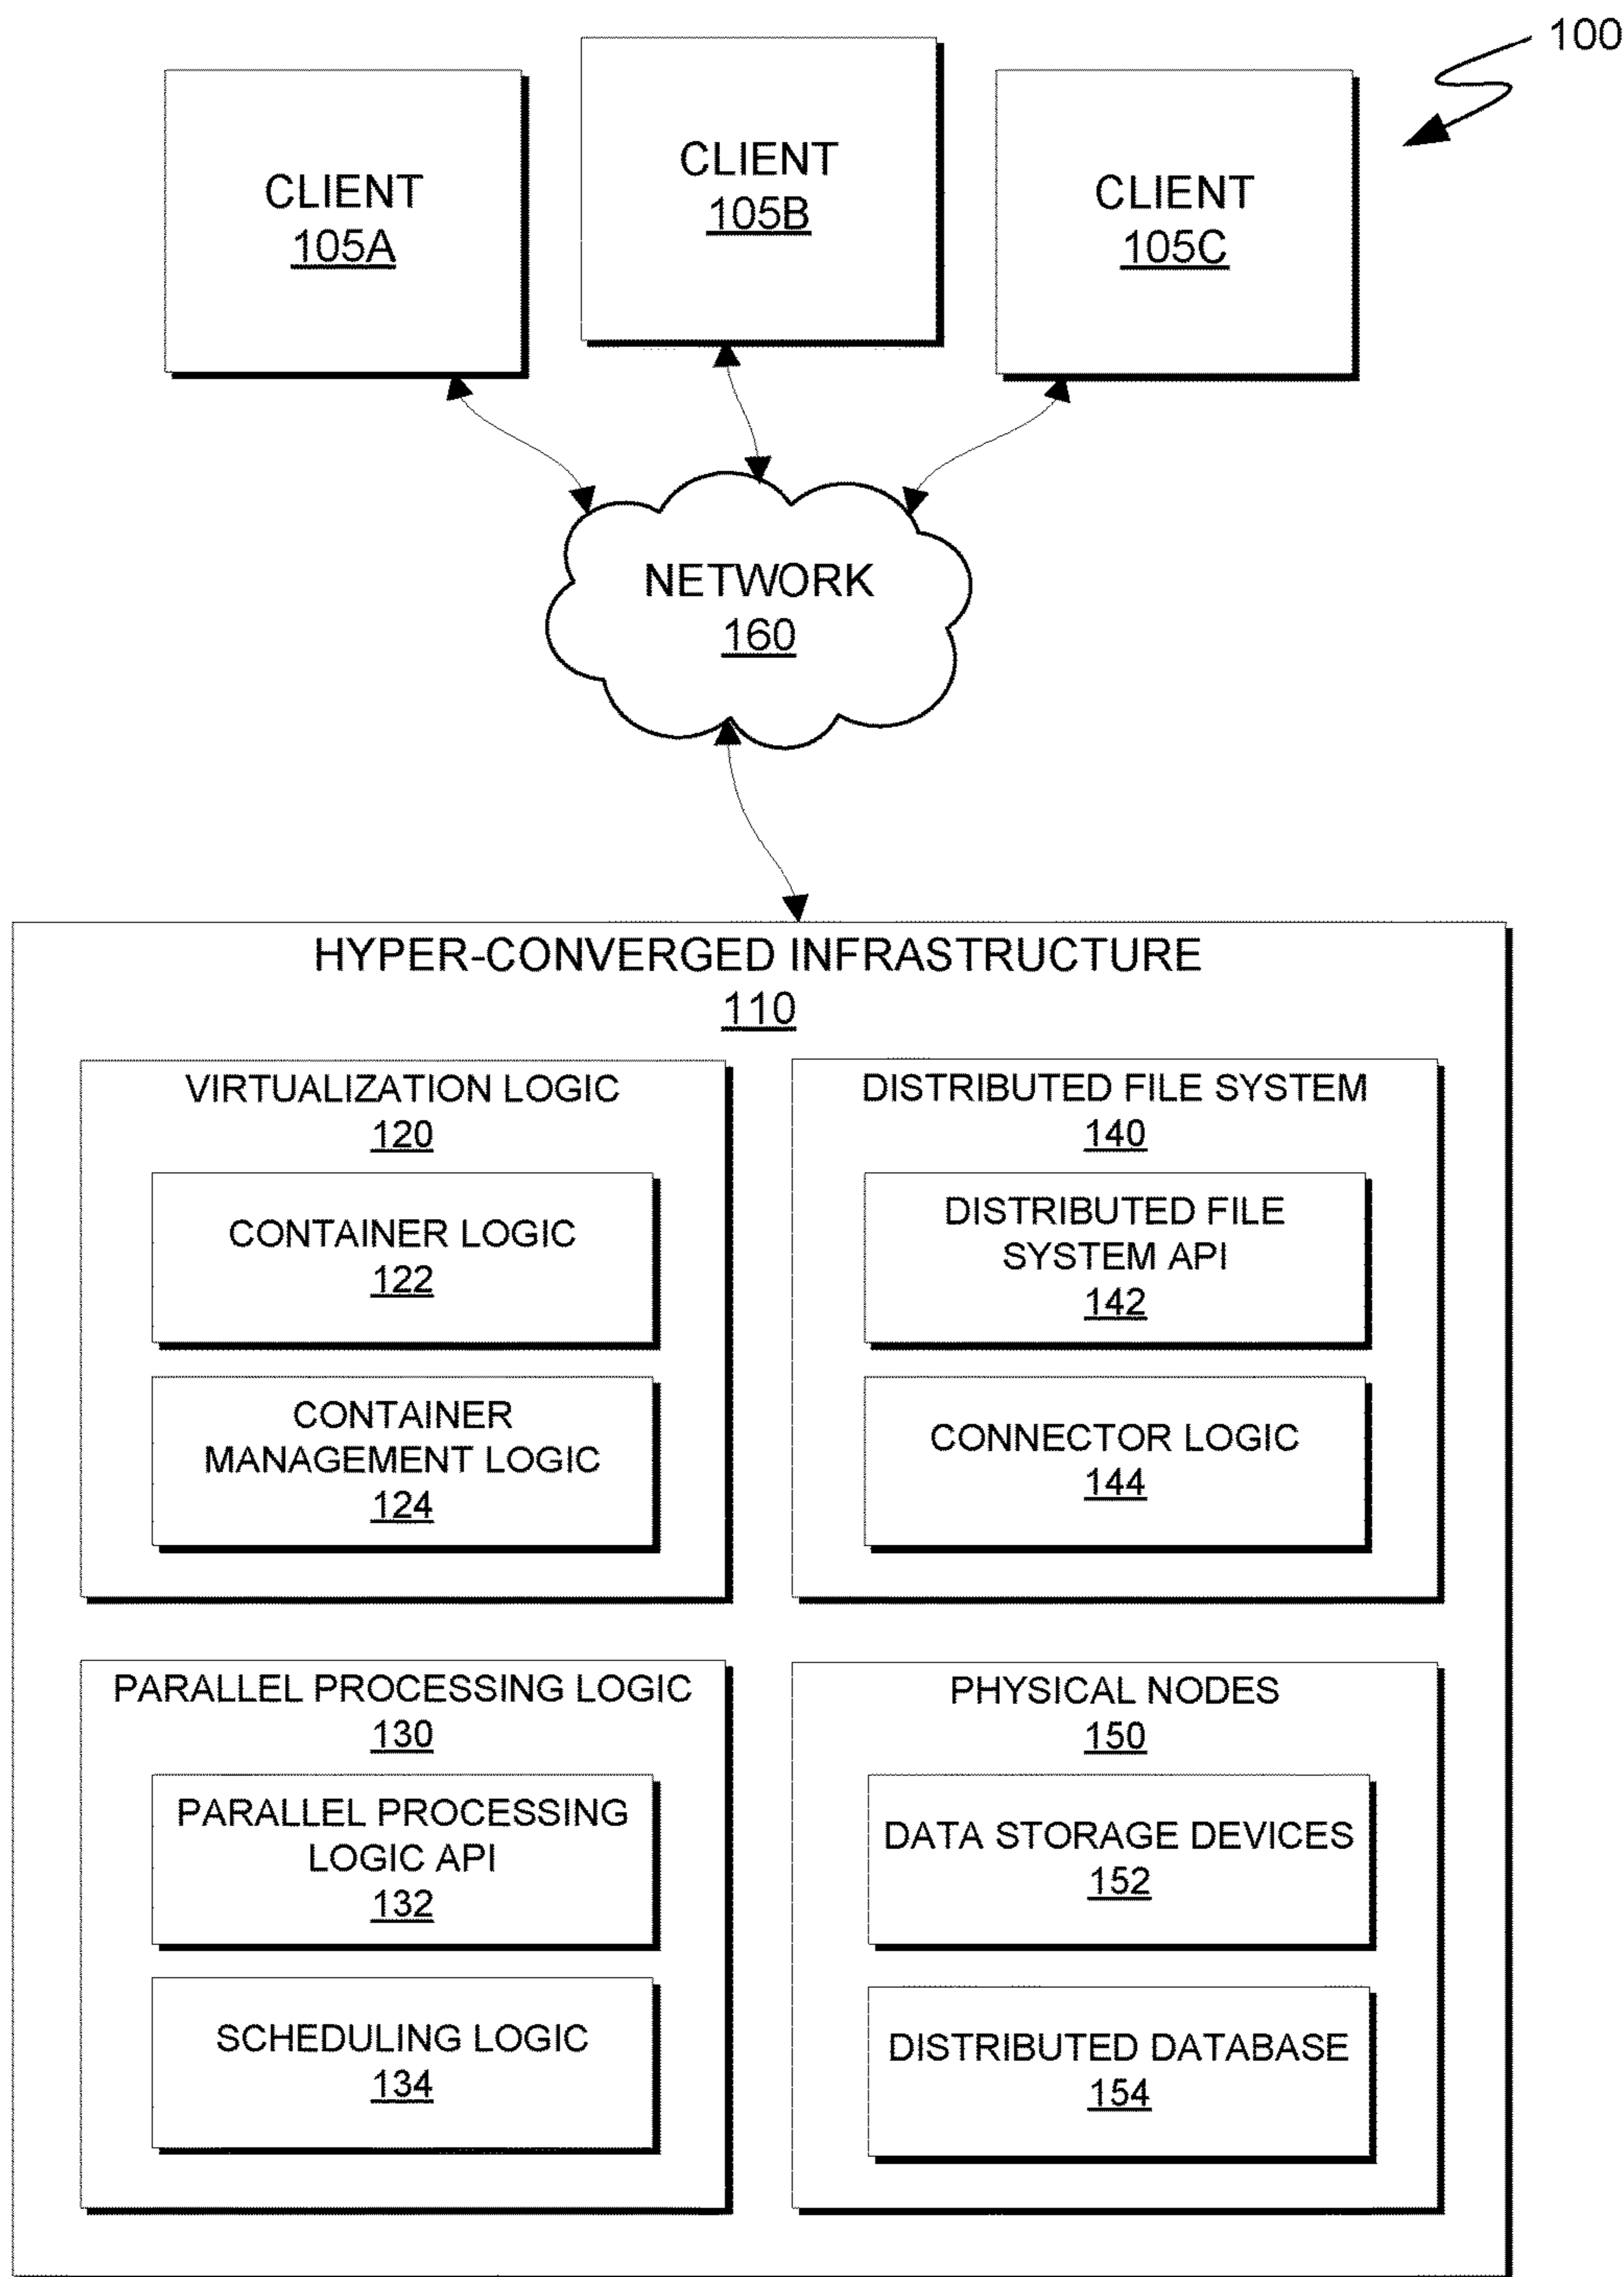 100
CLIENT
105A
CLIENT
105B
CLIENT
105C
NETWORK
160
HYPER-CONVERGED INFRASTRUCTURE
110
VIRTUALIZATION LOGIC
120
CONTAINER LOGIC
122
CONTAINER
MANAGEMENT LOGIC
124
DISTRIBUTED FILE SYSTEM
140
DISTRIBUTED FILE
SYSTEM API
142
CONNECTOR LOGIC
144
PARALLEL PROCESSING LOGIC
130
PARALLEL PROCESSING
LOGIC API
132
SCHEDULING LOGIC
134
PHYSICAL NODES
150
DATA STORAGE DEVICES
152
DISTRIBUTED DATABASE
154